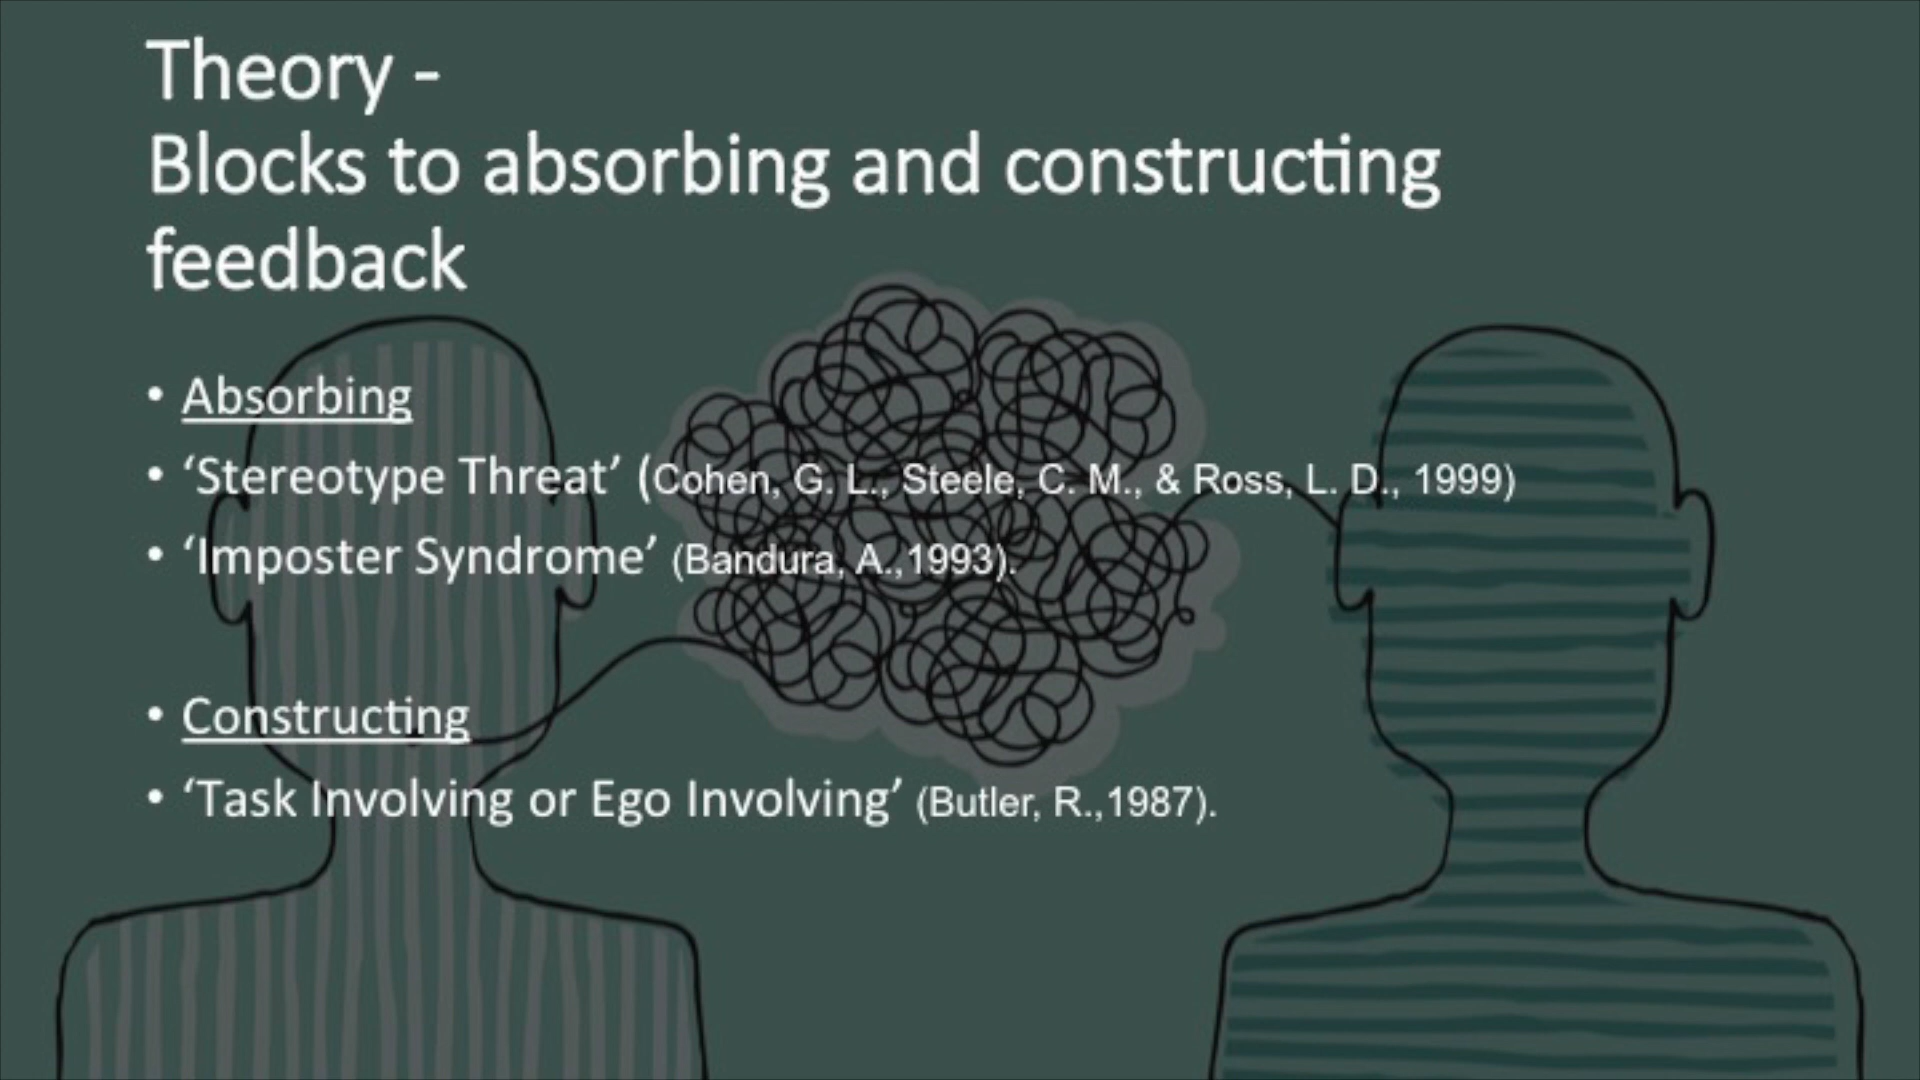 Theory -
Blocks to absorbing and constructing
feedback
• Absorbing
• ‘Stereotype Threat’ (Cohen, G. L., Steele, C. M., & Ross, L. D., 1999)
• ‘Imposter Syndrome’ (Bandura, A.,1993).
• Constructing
• ‘Task Involving or Ego Involving’ (Butler, R.,1987).